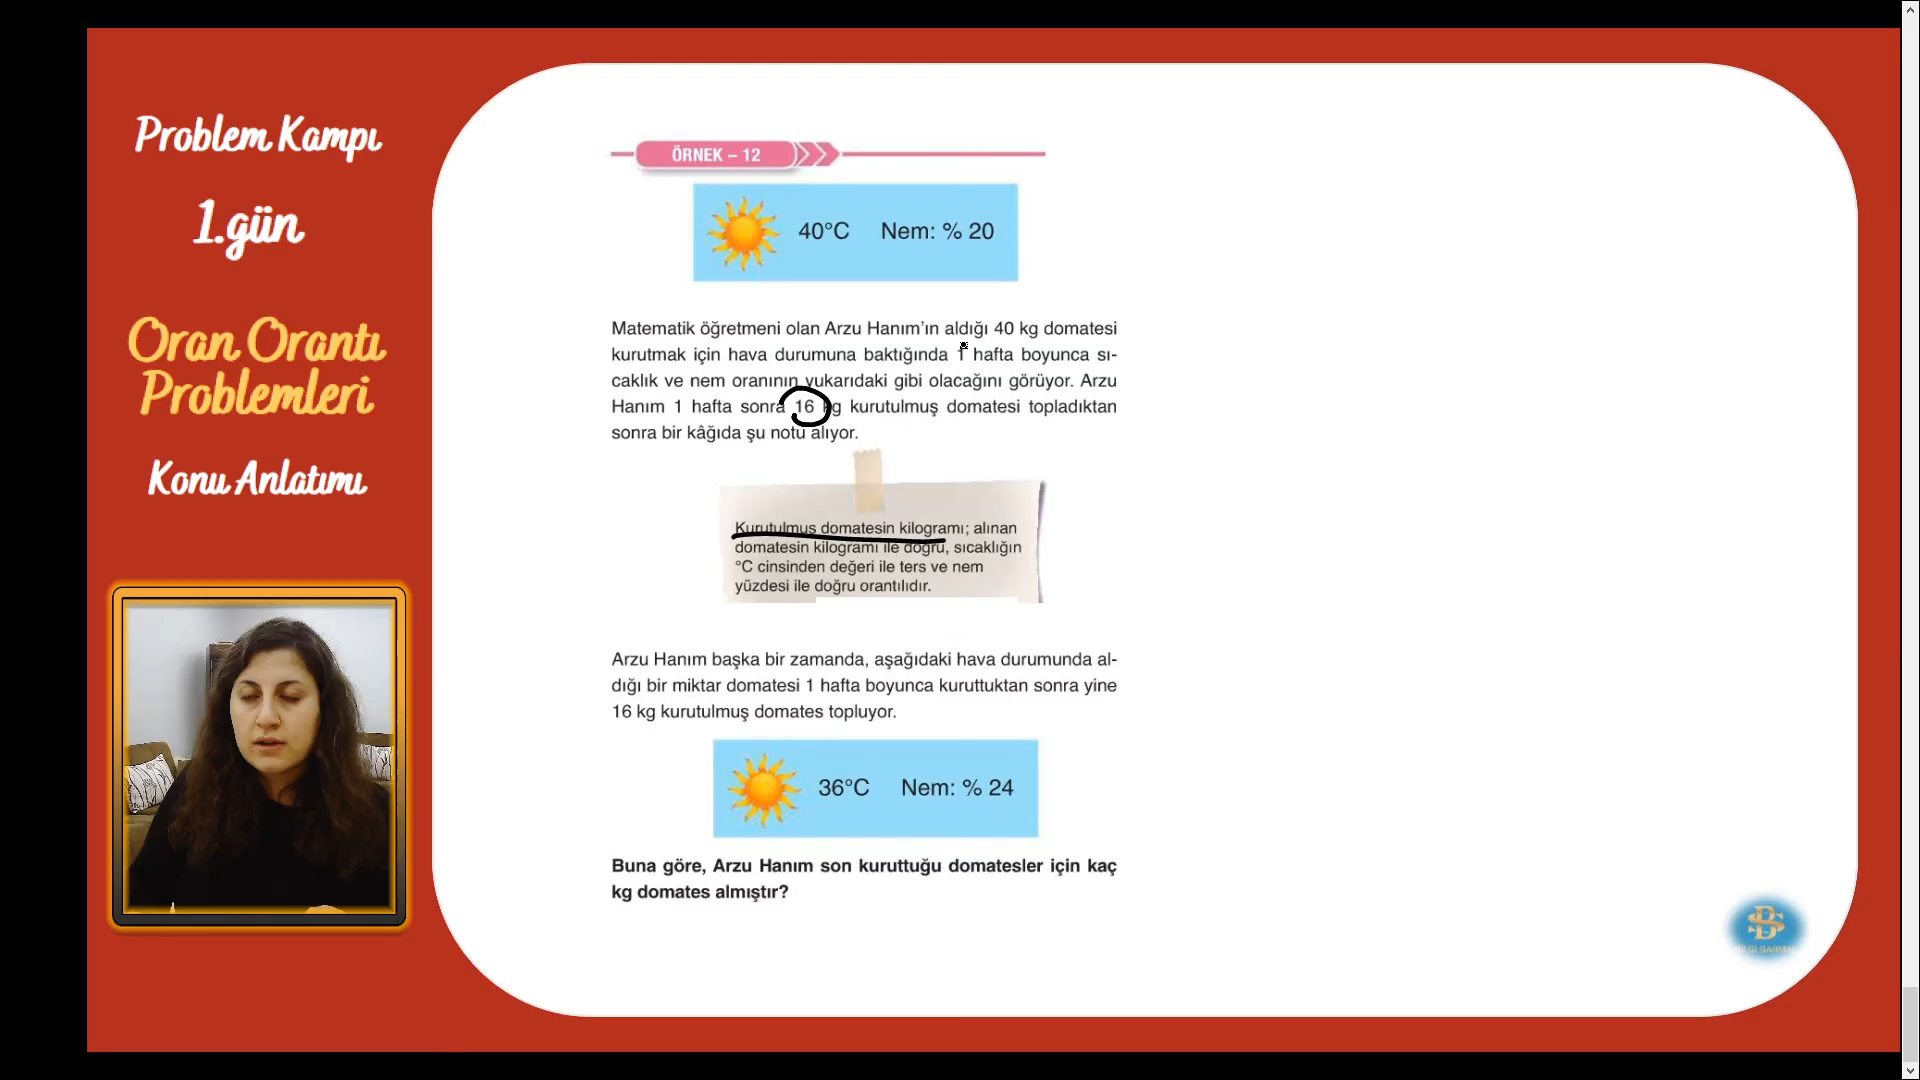 Problem Kampı
1.gün
Oran Orantı
Problemleri
Konu Anlatımı
ÖRNEK – 12
40°C Nem: % 20
Matematik öğretmeni olan Arzu Hanım'ın aldığı 40 kg domatesi
kurutmak için hava durumuna baktığında 1 hafta boyunca sı-
caklık ve nem oranının yukarıdaki gibi olacağını görüyor. Arzu
Hanım 1 hafta sonra 16 kg kurutulmuş domatesi topladıktan
sonra bir kâğıda şu notu alıyor.
Kurutulmuş domatesin kilogramı; alınan
domatesin kilogramı ile doğru, sıcaklığın
°C cinsinden değeri ile ters ve nem
yüzdesi ile doğru orantılıdır.
Arzu Hanım başka bir zamanda, aşağıdaki hava durumunda al-
dığı bir miktar domatesi 1 hafta boyunca kuruttuktan sonra yine
16 kg kurutulmuş domates topluyor.
36°C Nem: % 24
Buna göre, Arzu Hanım son kuruttuğu domatesler için kaç
kg domates almıştır?